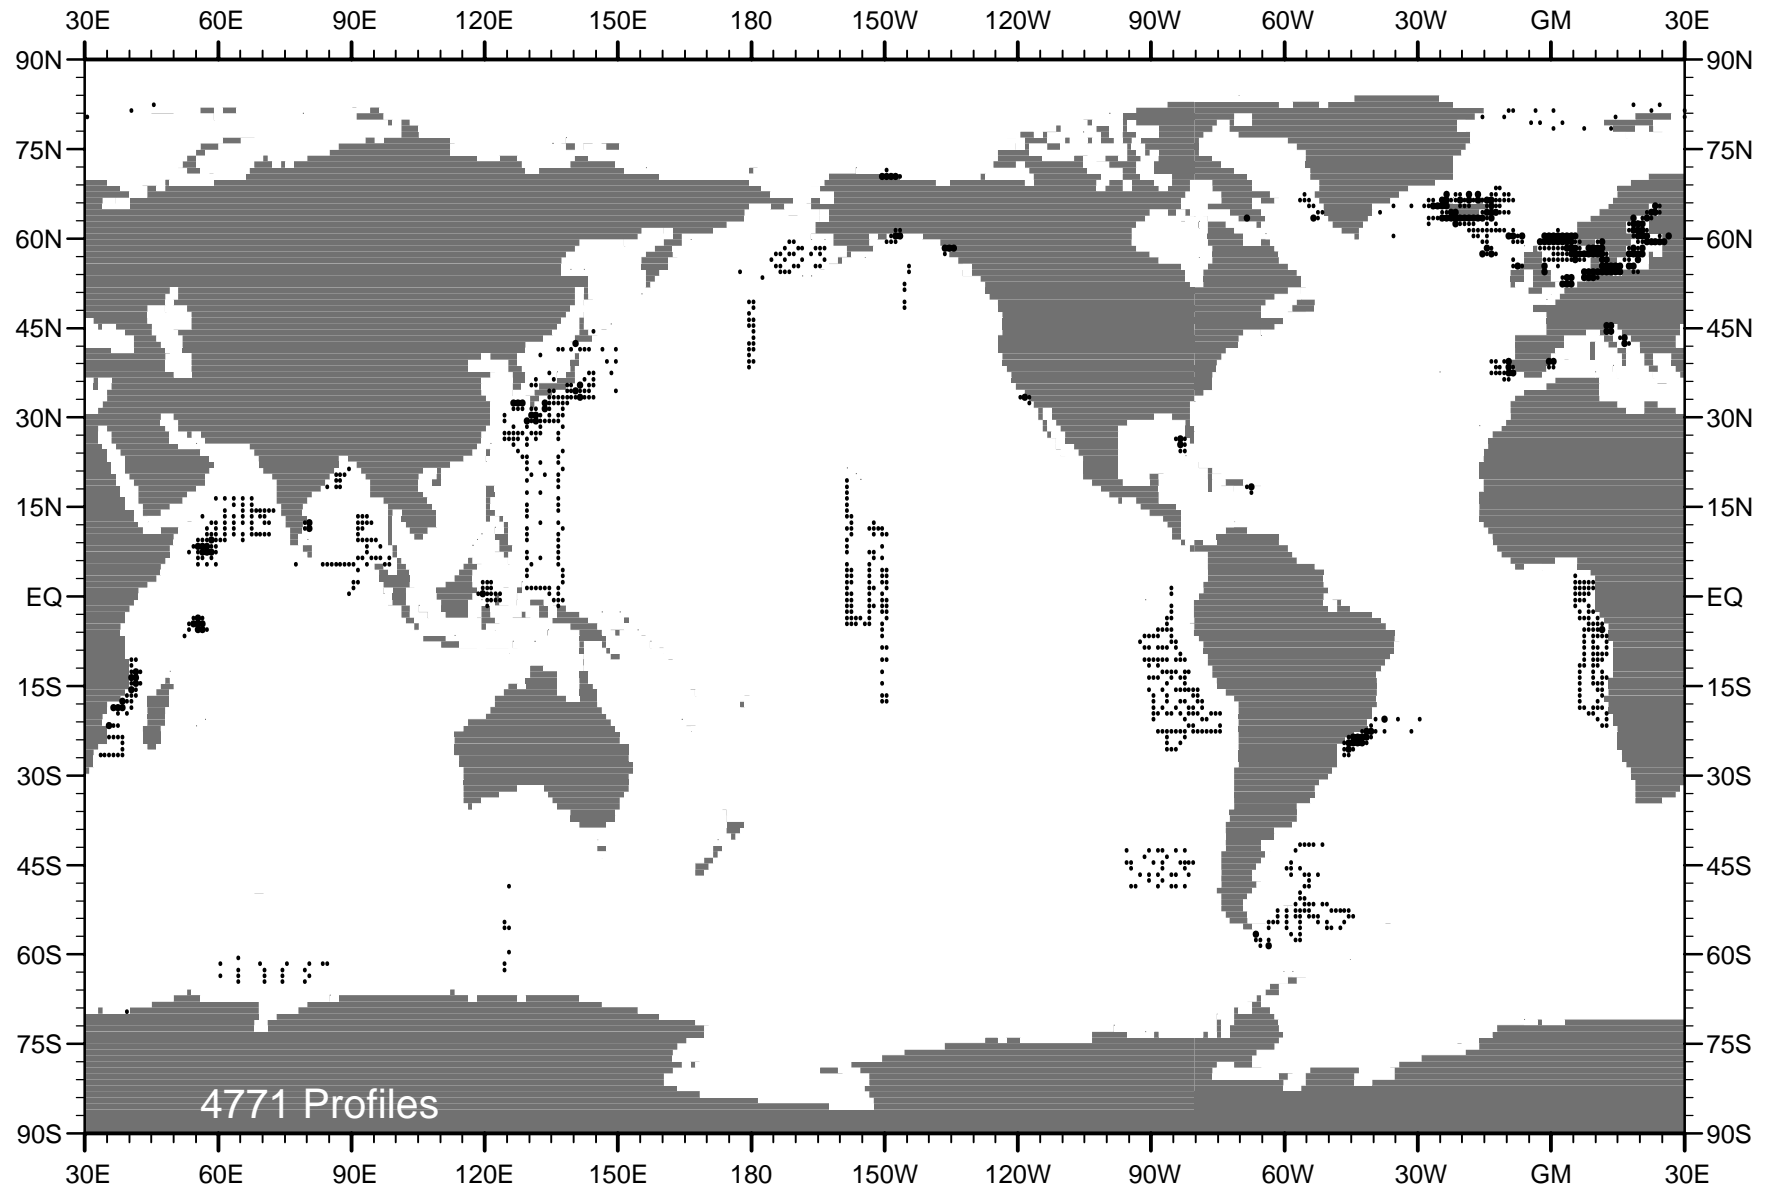 30E 60E 90E 120E 150E 180 150W 120W 90W 60W 30W GM 30E
90N 90N
75N 75N
60N 60N
45N 45N
30N 30N
15N 15N
EQ EQ
15S 15S
30S 30S
45S 45S
60S 60S
75S 75S
4771 Profiles
90S 90S
30E 60E 90E 120E 150E 180 150W 120W 90W 60W 30W GM 30E